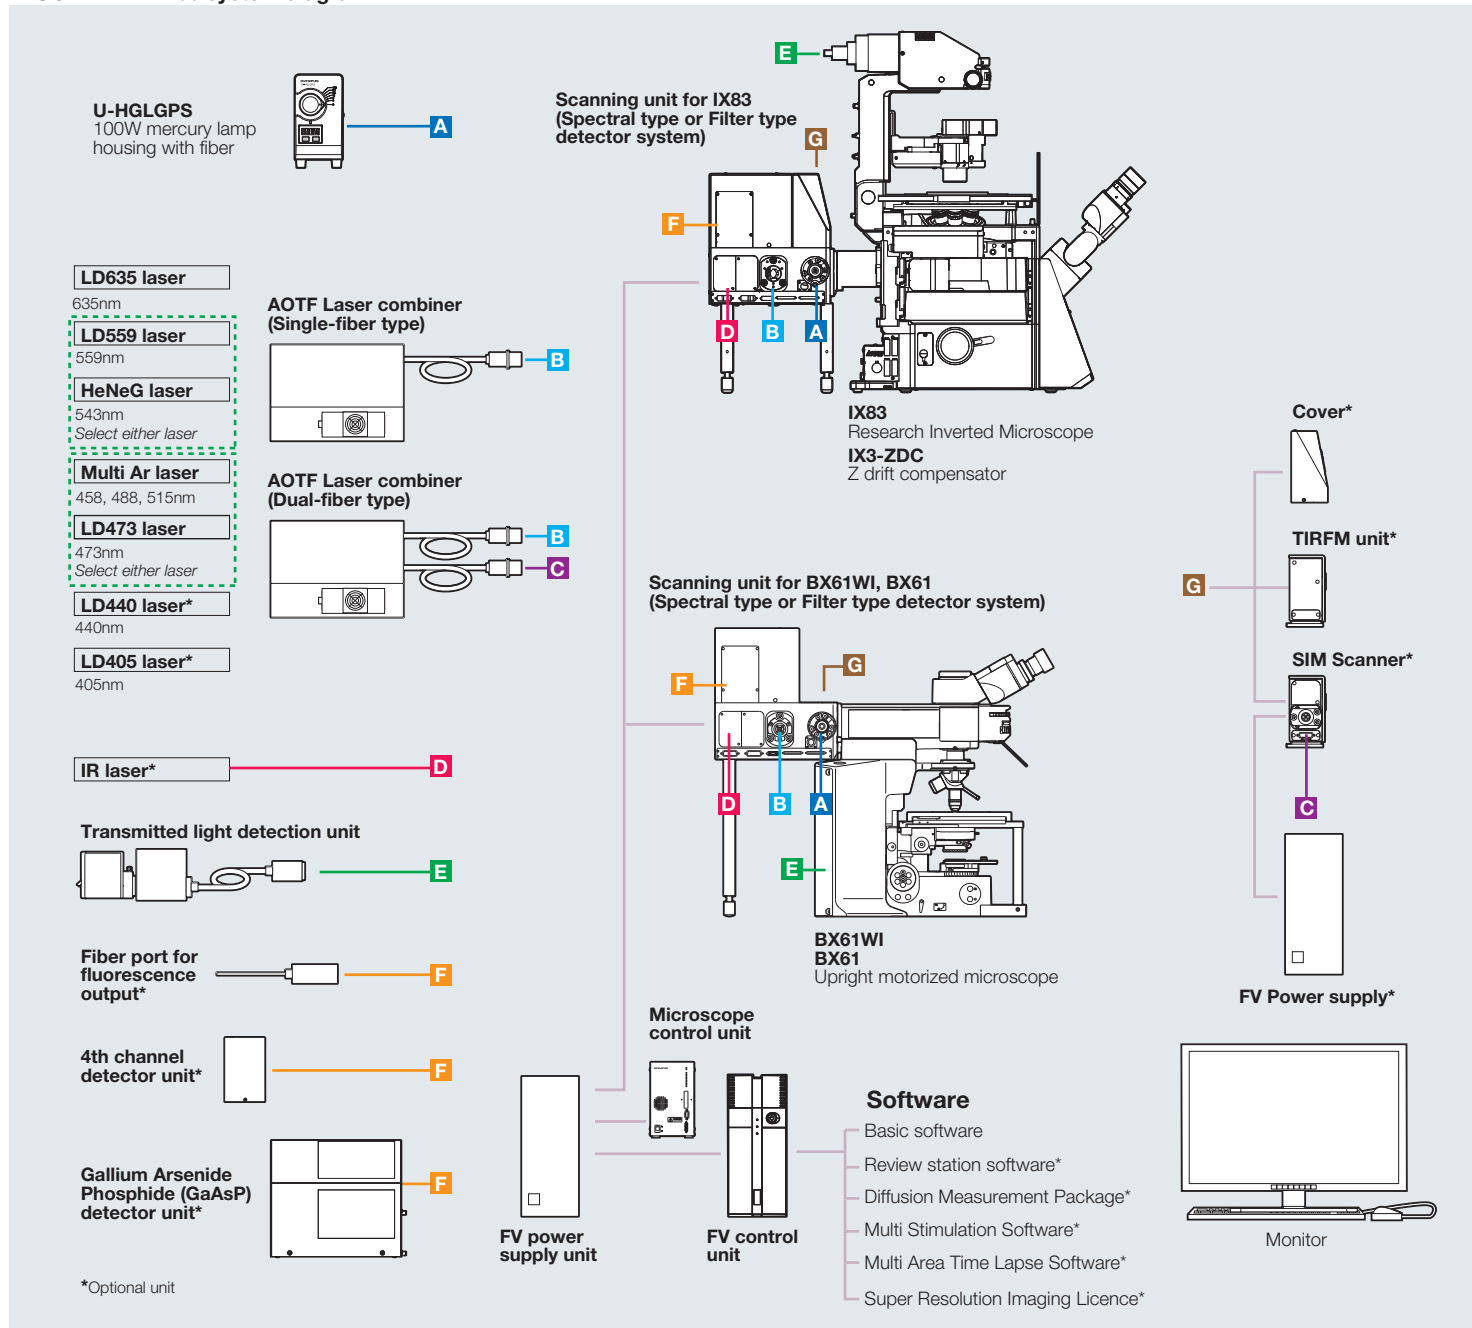 U-HGLGPS
100W mercury lamp
housing with fiber
A
E
Scanning unit for IX83
(Spectral type or Filter type
detector system)
G
F
D
B
A
IX83
Research Inverted Microscope
IX3-ZDC
Z drift compensator
LD635 laser
635nm
LD559 laser
559nm
HeNeG laser
543nm
Select either laser
Multi Ar laser
458, 488, 515nm
LD473 laser
473nm
Select either laser
LD440 laser*
440nm
LD405 laser*
405nm
AOTF Laser combiner
(Single-fiber type)
B
AOTF Laser combiner
(Dual-fiber type)
B
C
IR laser*
D
Transmitted light detection unit
E
Fiber port for
fluorescence
output*
F
4th channel
detector unit*
F
Gallium Arsenide
Phosphide (GaAsP)
detector unit*
F
*Optional unit
Scanning unit for BX61WI, BX61
(Spectral type or Filter type detector system)
G
F
D
B
A
E
BX61WI
BX61
Upright motorized microscope
Cover*
TIRFM unit*
G
SIM Scanner*
C
FV Power supply*
Microscope
control unit
FV power
supply unit
FV control
unit
Software
Basic software
Review station software*
Diffusion Measurement Package*
Multi Stimulation Software*
Multi Area Time Lapse Software*
Super Resolution Imaging Licence*
Monitor